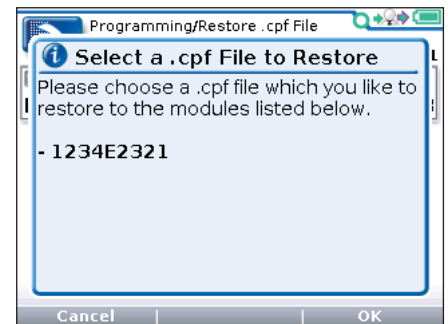 Programming/Restore .cpf File
Select a .cpf File to Restore
Please choose a .cpf file which you like to
restore to the modules listed below.
- 1234E2321
Cancel
OK